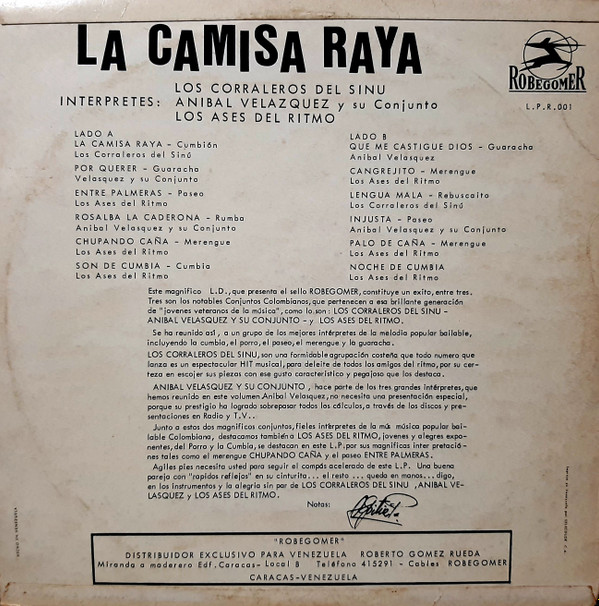 LA CAMISA RAYA
ROBEGOMER
L.P.R.001
INTERPRETES:
LOS CORRALEROS DEL SINU
ANIBAL VELAZQUEZ y su Conjunto
LOS ASES DEL RITMO
LADO A
LA CAMISA RAYA – Cumbión
Los Corraleros del Sinú
POR QUERER – Guaracha
Velasquez y su Conjunto
ENTRE PALMERAS – Paseo
Los Ases del Ritmo
ROSALBA LA CADERONA – Rumba
Anibal Velasquez y su Conjunto
CHUPANDO CAÑA – Merengue
Los Ases del Ritmo
SON DE CUMBIA – Cumbia
Los Ases del Ritmo
LADO B
QUE ME CASTIGUE DIOS – Guaracha
Anibal Velasquez
CANGREJITO – Merengue
Los Ases del Ritmo
LENGUA MALA – Rebuscaito
Los Corraleros del Sinú
INJUSTA – Paseo
Anibal Velasquez y su Conjunto
PALO DE CAÑA – Merengue
Los Ases del Ritmo
NOCHE DE CUMBIA
Los Ases del Ritmo
Este magnifico L.D., que presenta el sello ROBEGOMER, constituye un exito, entre tres.
Tres son los notables Conjuntos Colombianos, que pertenecen a esa brillante generación
de "jovenes veteranos de la música", como lo son: LOS CORRALEROS DEL SINU –
ANIBAL VELASQUEZ Y SU CONJUNTO – y LOS ASES DEL RITMO.
Se ha reunido así, a un grupo de los mejores intérpretes de la melodía popular bailable,
incluyendo la cumbia, el porro, el paseo, el merengue y la guaracha.
LOS CORRALEROS DEL SINU, son una formidable agrupación costeña que todo numero que
lanza es un espectacular HIT musical, para deleite de todos los amigos del ritmo, por su cer-
teza en escojer sus piezas con ese gusto caracteristico y pegajoso que los destaca.
ANIBAL VELASQUEZ Y SU CONJUNTO, hace parte de los tres grandes intérpretes, que
hemos reunido en este volumen. Anibal Velasquez, no necesita una presentación especial,
porque su prestigio ha logrado sobrepasar todos los cálculos, a través de los discos y pre-
sentaciones en Radio y T.V..
Junto a estos dos magníficos conjuntos, fieles intérpretes de la múx música popular bai-
lable Colombiana, destacamos también a LOS ASES DEL RITMO, jovenes y alegres expo-
nentes, del Porro y la Cumbia, se destacan en este L.P. por sus magníficas inter pretacio-
nes tales como el merengue CHUPANDO CAÑA y el paseo ENTRE PALMERAS.
Agiles pies necesita usted para seguir el compás acelerado de este L.P. Una buena
pareja con "rapidos reflejos" en su cinturita... el resto... queda en manos... digo,
en los instrumentos y la alegría sin par de LOS CORRALEROS DEL SINU, ANIBAL VE-
LASQUEZ y LOS ASES DEL RITMO.
Notas:
HECHO EN VENEZUELA
"ROBEGOMER"
DISTRIBUIDOR EXCLUSIVO PARA VENEZUELA ROBERTO GOMEZ RUEDA
Miranda a maderero Edf. Caracas– Local B Teléfono 415291 - Cables ROBEGOMER
CARACAS–VENEZUELA